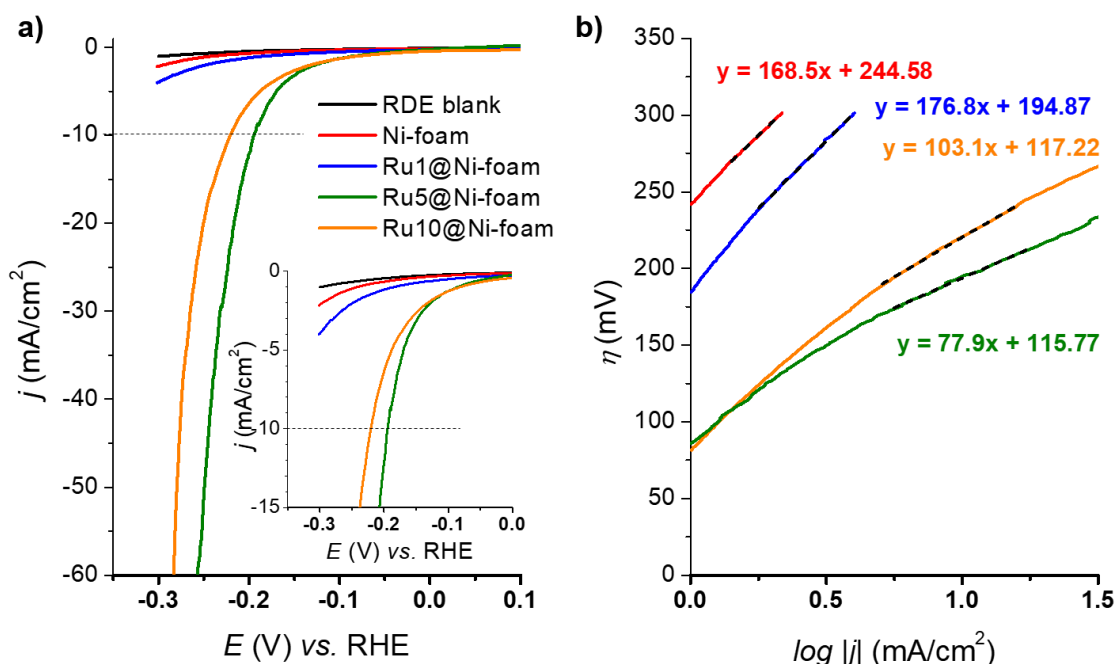 a)
0
-10
-20
-30
-40
-50
-60
j (mA/cm²)
-0.3
-0.2
-0.1
0.0
0.1
E (V) vs. RHE
RDE blank
Ni-foam
Ru1@Ni-foam
Ru5@Ni-foam
Ru10@Ni-foam
0
-5
-10
-15
j (mA/cm²)
-0.3
-0.2
-0.1
0.0
E (V) vs. RHE
b)
350
300
250
200
150
100
50
0
η (mV)
0.0
0.5
1.0
1.5
log |j| (mA/cm²)
y = 168.5x + 244.58
y = 176.8x + 194.87
y = 103.1x + 117.22
y = 77.9x + 115.77